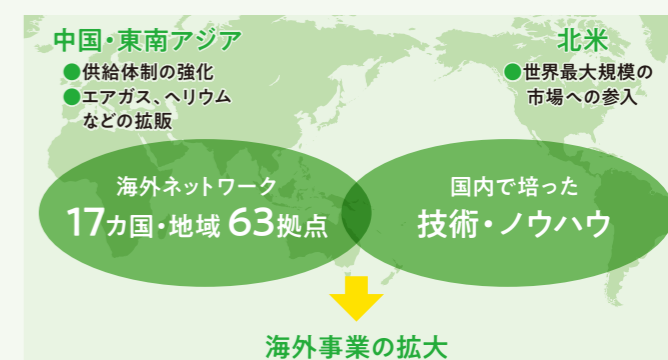 中国・東南アジア
●供給体制の強化
●エアガス、ヘリウム
などの拡販
北米
●世界最大規模の
市場への参入
海外ネットワーク
17カ国・地域 63拠点
国内で培った
技術・ノウハウ
海外事業の拡大